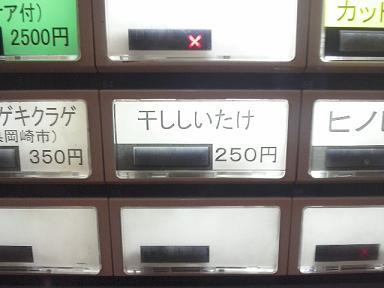 ア付)
2500円
カッ
ゲキクラゲ
岡崎市)
350円
干ししいたけ
250円
ヒノ